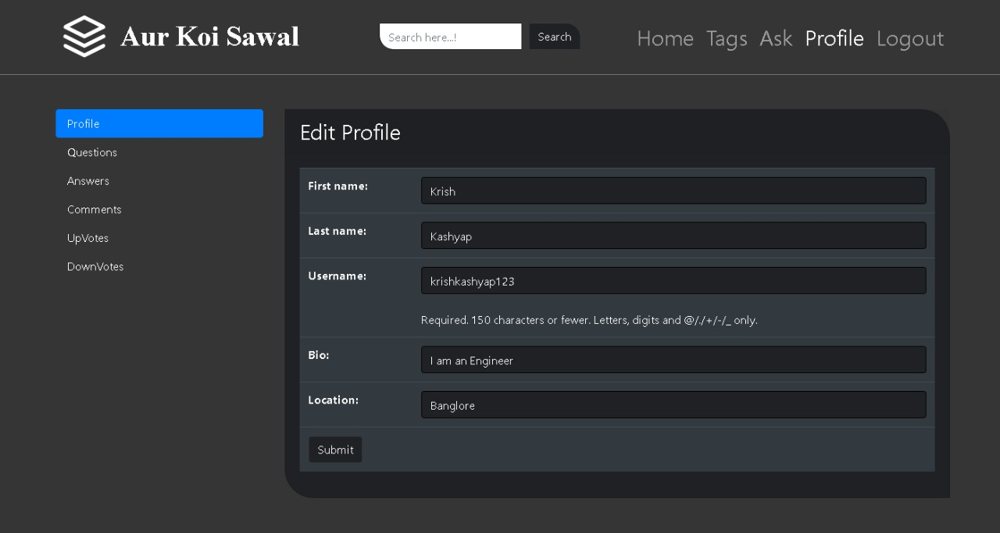 Aur Koi Sawal
Search here...!
Search
Home Tags Ask Profile Logout
Profile
Questions
Answers
Comments
UpVotes
DownVotes
Edit Profile
First name: Krish
Last name: Kashyap
Username: krishkashyap123
Required. 150 characters or fewer. Letters, digits and @/./+/-/_ only.
Bio: I am an Engineer
Location: Banglore
Submit